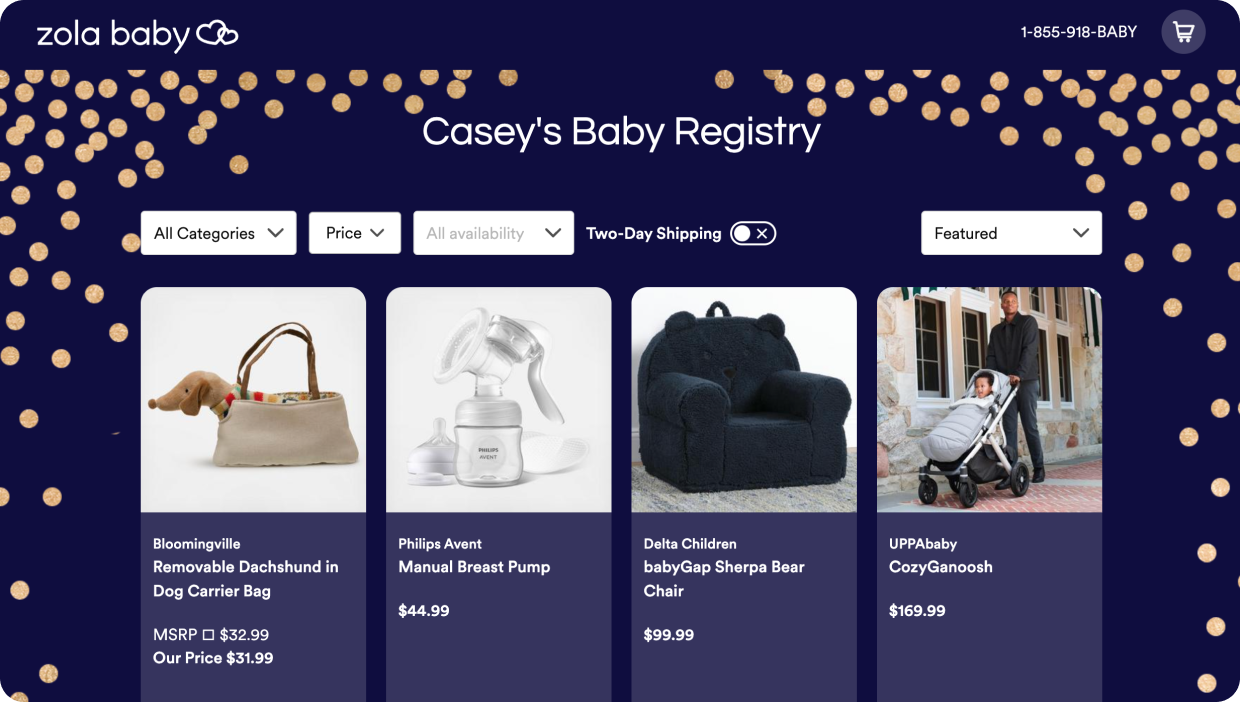 zola baby
1-855-918-BABY
Casey's Baby Registry
All Categories
Price
All availability
Two-Day Shipping
Featured
PHILIPS
AVENT
Bloomingville
Removable Dachshund in
Dog Carrier Bag
MSRP □ $32.99
Our Price $31.99
Philips Avent
Manual Breast Pump
$44.99
Delta Children
babyGap Sherpa Bear
Chair
$99.99
UPPAbaby
CozyGanoosh
$169.99